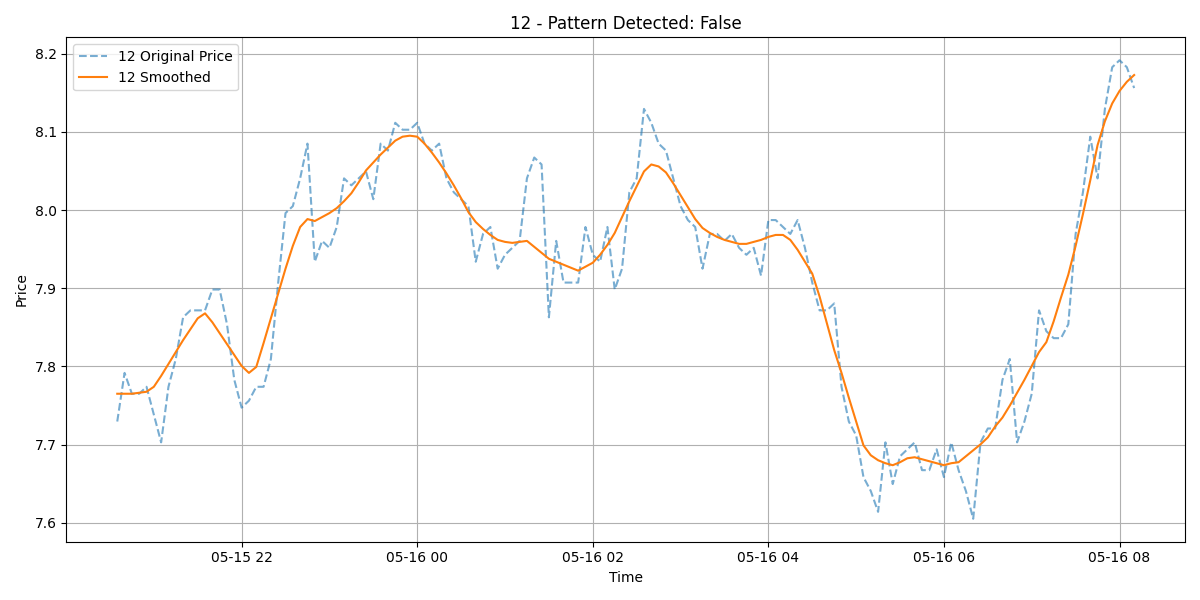 12 - Pattern Detected: False
12 Original Price
12 Smoothed
8.2
8.1
8.0
7.9
7.8
7.7
7.6
Price
05-15 22
05-16 00
05-16 02
05-16 04
05-16 06
05-16 08
Time